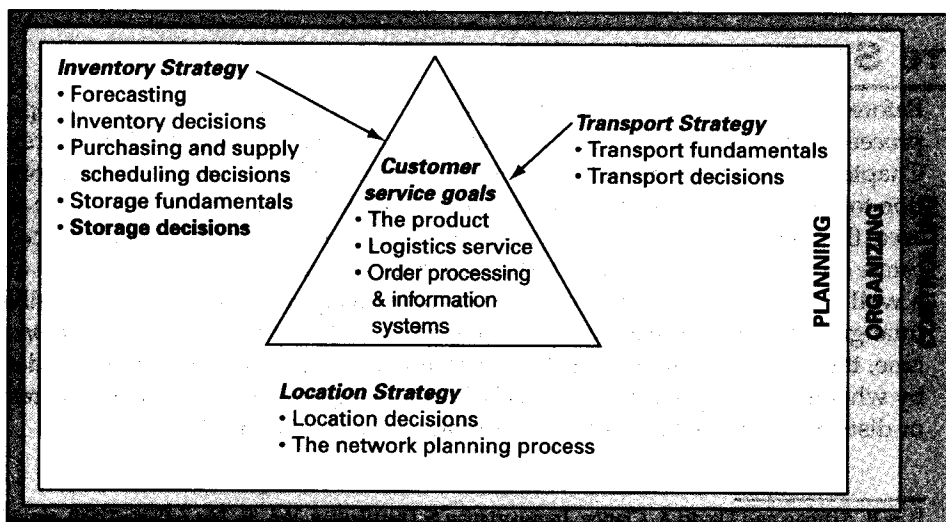 Inventory Strategy
• Forecasting
• Inventory decisions
• Purchasing and supply
scheduling decisions
• Storage fundamentals
• Storage decisions
Customer
service goals
• The product
• Logistics service
• Order processing
& information
systems
Transport Strategy
• Transport fundamentals
• Transport decisions
Location Strategy
• Location decisions
• The network planning process
PLANNING
ORGANIZING
CONTROLLING